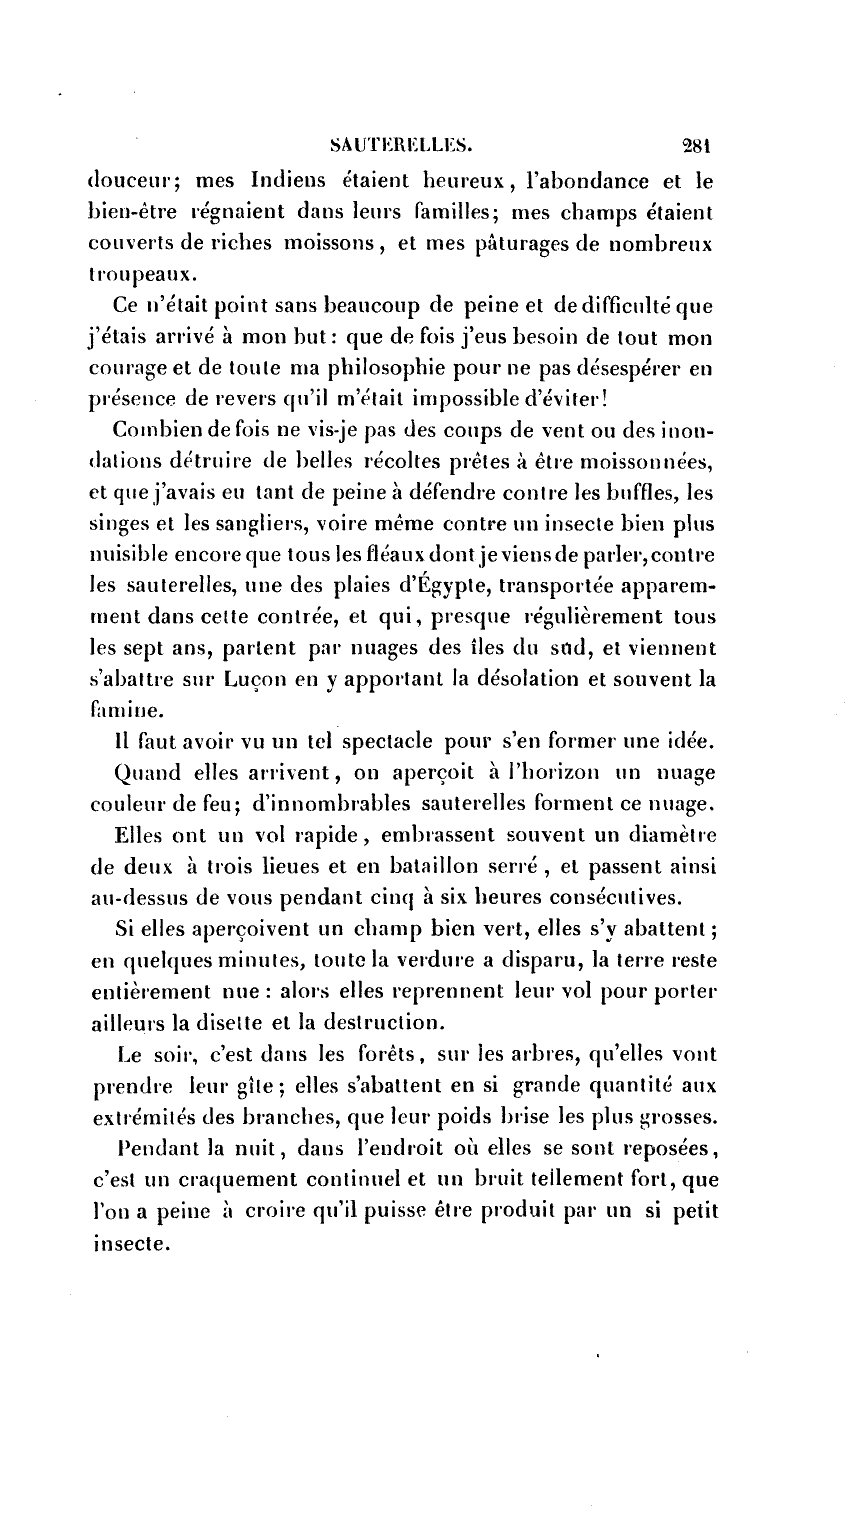 SAUTERELLES. 281
douceur; mes Indiens étaient heureux, l'abondance et le
bien-être régnaient dans leurs familles; mes champs étaient
couverts de riches moissons, et mes pâturages de nombreux
troupeaux.
Ce n'était point sans beaucoup de peine et de difficulté que
j'étais arrivé à mon but: que de fois j'eus besoin de tout mon
courage et de toute ma philosophie pour ne pas désespérer en
présence de revers qu'il m'était impossible d'éviter!
Combien de fois ne vis-je pas des coups de vent ou des inon-
dations détruire de belles récoltes prêtes à être moissonnées,
et que j'avais eu tant de peine à défendre contre les buffles, les
singes et les sangliers, voire même contre un insecte bien plus
nuisible encore que tous les fléaux dont je viens de parler, contre
les sauterelles, une des plaies d'Égypte, transportée apparem-
ment dans cette contrée, et qui, presque régulièrement tous
les sept ans, partent par nuages des îles du sud, et viennent
s'abattre sur Luçon en y apportant la désolation et souvent la
famine.
Il faut avoir vu un tel spectacle pour s'en former une idée.
Quand elles arrivent, on aperçoit à l'horizon un nuage
couleur de feu; d'innombrables sauterelles forment ce nuage.
Elles ont un vol rapide, embrassent souvent un diamètre
de deux à trois lieues et en bataillon serré, et passent ainsi
au-dessus de vous pendant cinq à six heures consécutives.
Si elles aperçoivent un champ bien vert, elles s'y abattent;
en quelques minutes, toute la verdure a disparu, la terre reste
entièrement nue: alors elles reprennent leur vol pour porter
ailleurs la disette et la destruction.
Le soir, c'est dans les forêts, sur les arbres, qu'elles vont
prendre leur gîte; elles s'abattent en si grande quantité aux
extrémités des branches, que leur poids brise les plus grosses.
Pendant la nuit, dans l'endroit où elles se sont reposées,
c'est un craquement continuel et un bruit tellement fort, que
l'on a peine à croire qu'il puisse être produit par un si petit
insecte.